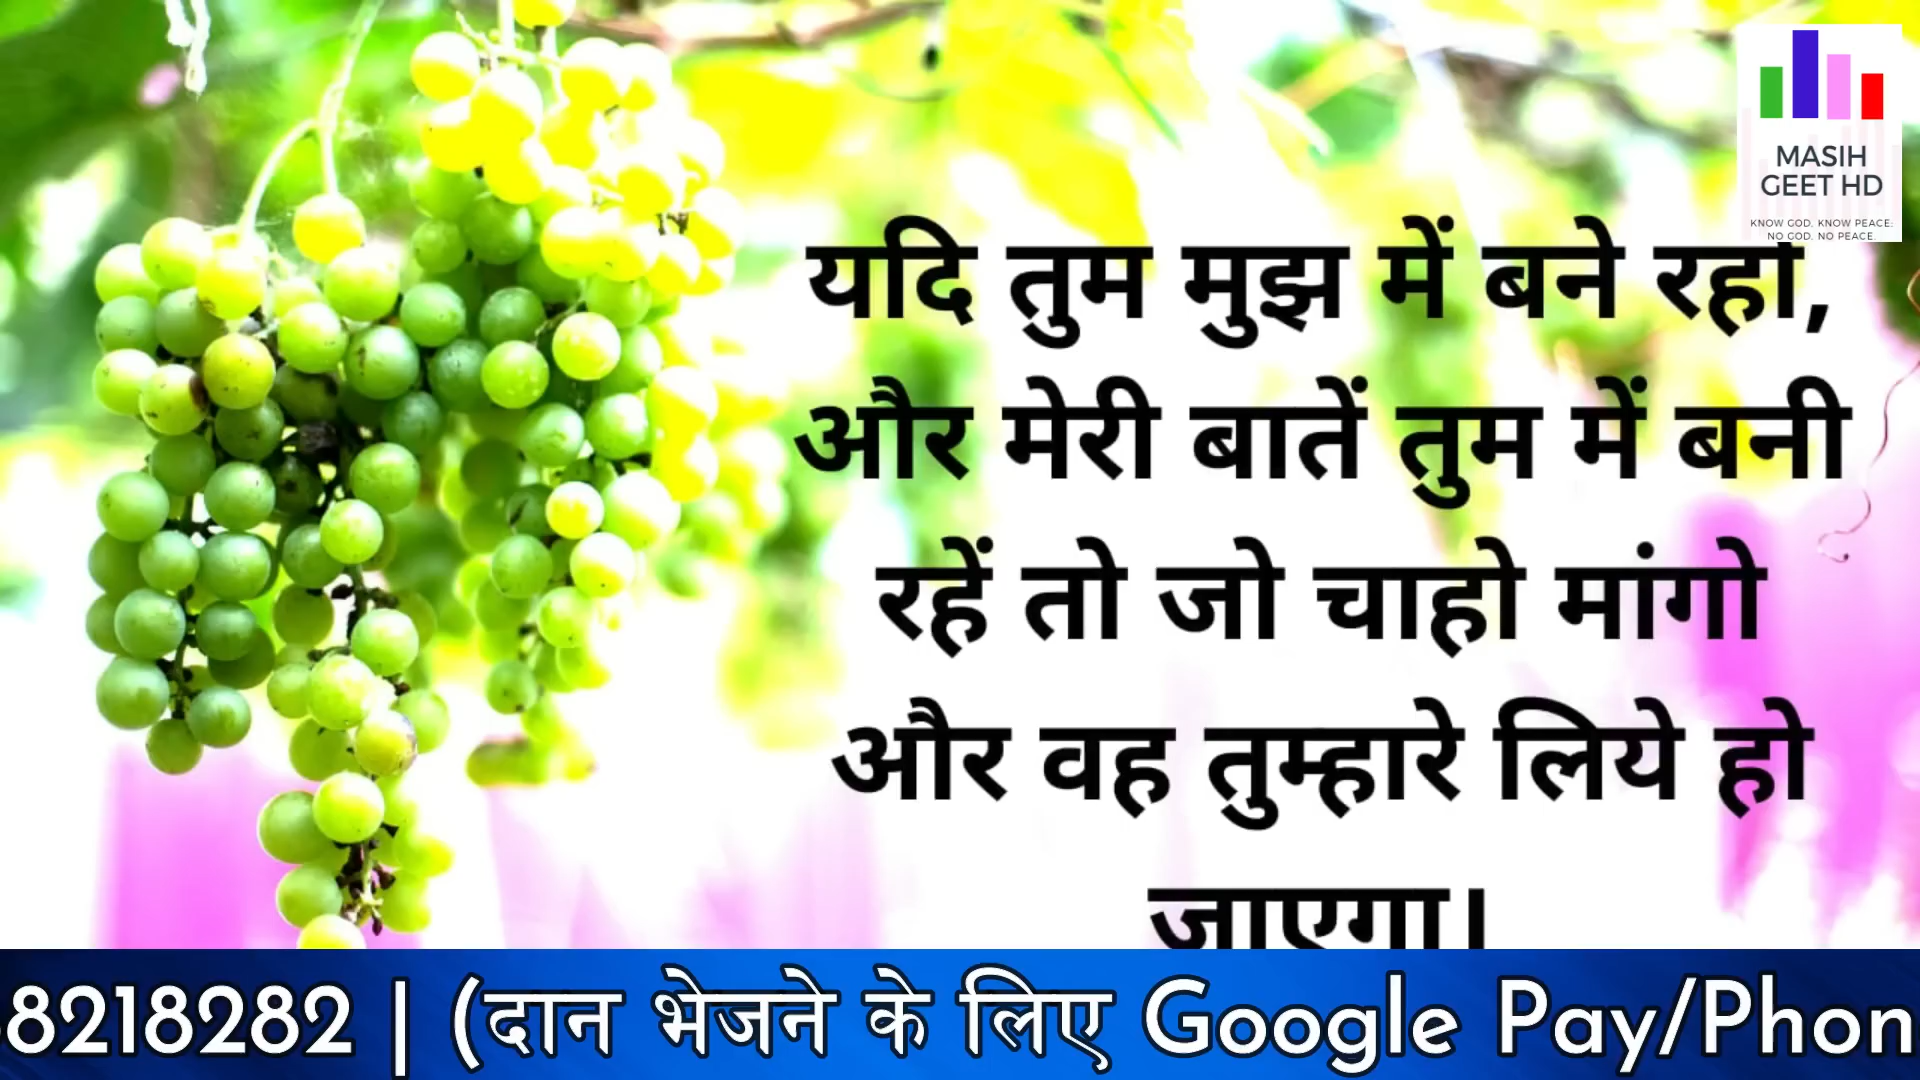 MASIH
GEET HD
KNOW GOD, KNOW PEACE;
NO GOD, NO PEACE
यदि तुम मुझ में बने रहो,
और मेरी बातें तुम में बनी
रहें तो जो चाहो मांगो
और वह तुम्हारे लिये हो
जाएगा।
8218282 | (दान भेजने के लिए Google Pay/Phon